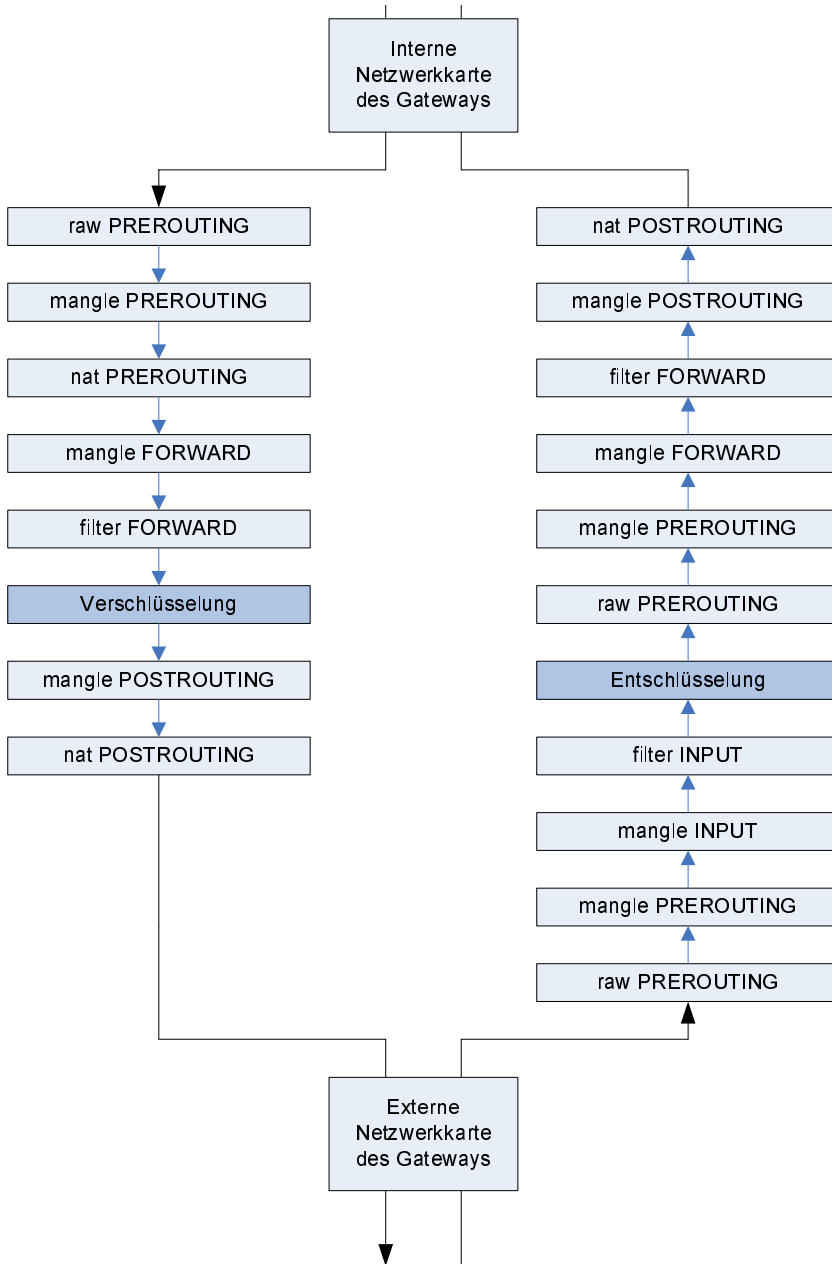 Interne
Netzwerkkarte
des Gateways
raw PREROUTING
mangle PREROUTING
nat PREROUTING
mangle FORWARD
filter FORWARD
Verschlüsselung
mangle POSTROUTING
nat POSTROUTING
nat POSTROUTING
mangle POSTROUTING
filter FORWARD
mangle FORWARD
mangle PREROUTING
raw PREROUTING
Entschlüsselung
filter INPUT
mangle INPUT
mangle PREROUTING
raw PREROUTING
Externe
Netzwerkkarte
des Gateways